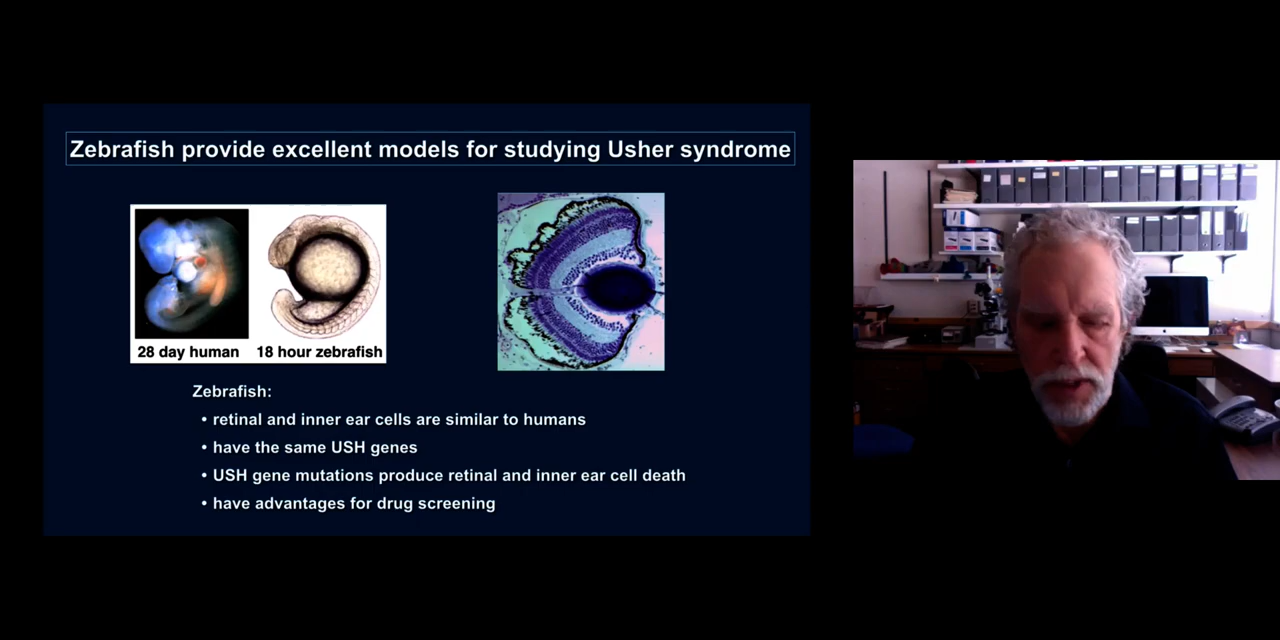 Zebrafish provide excellent models for studying Usher syndrome
28 day human
18 hour zebrafish
Zebrafish:
• retinal and inner ear cells are similar to humans
• have the same USH genes
• USH gene mutations produce retinal and inner ear cell death
• have advantages for drug screening